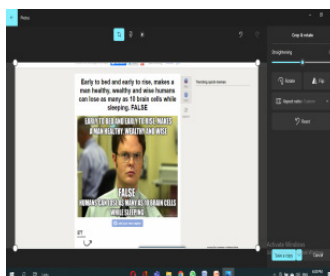 Photos
Crop & rotate
Straightening
Rotate
Flip
Aspect ratio
Reset
Early to bed and early to rise, makes a
man healthy, wealthy and wise humans
can lose as many as 10 brain cells while
sleeping. FALSE
EARLY TO BED AND EARLY TO RISE, MAKES
A MAN HEALTHY, WEALTHY AND WISE
FALSE
HUMANS CAN LOSE AS MANY AS 10 BRAIN CELLS
WHILE SLEEPING
Activate Windows
Save a copy
Cancel